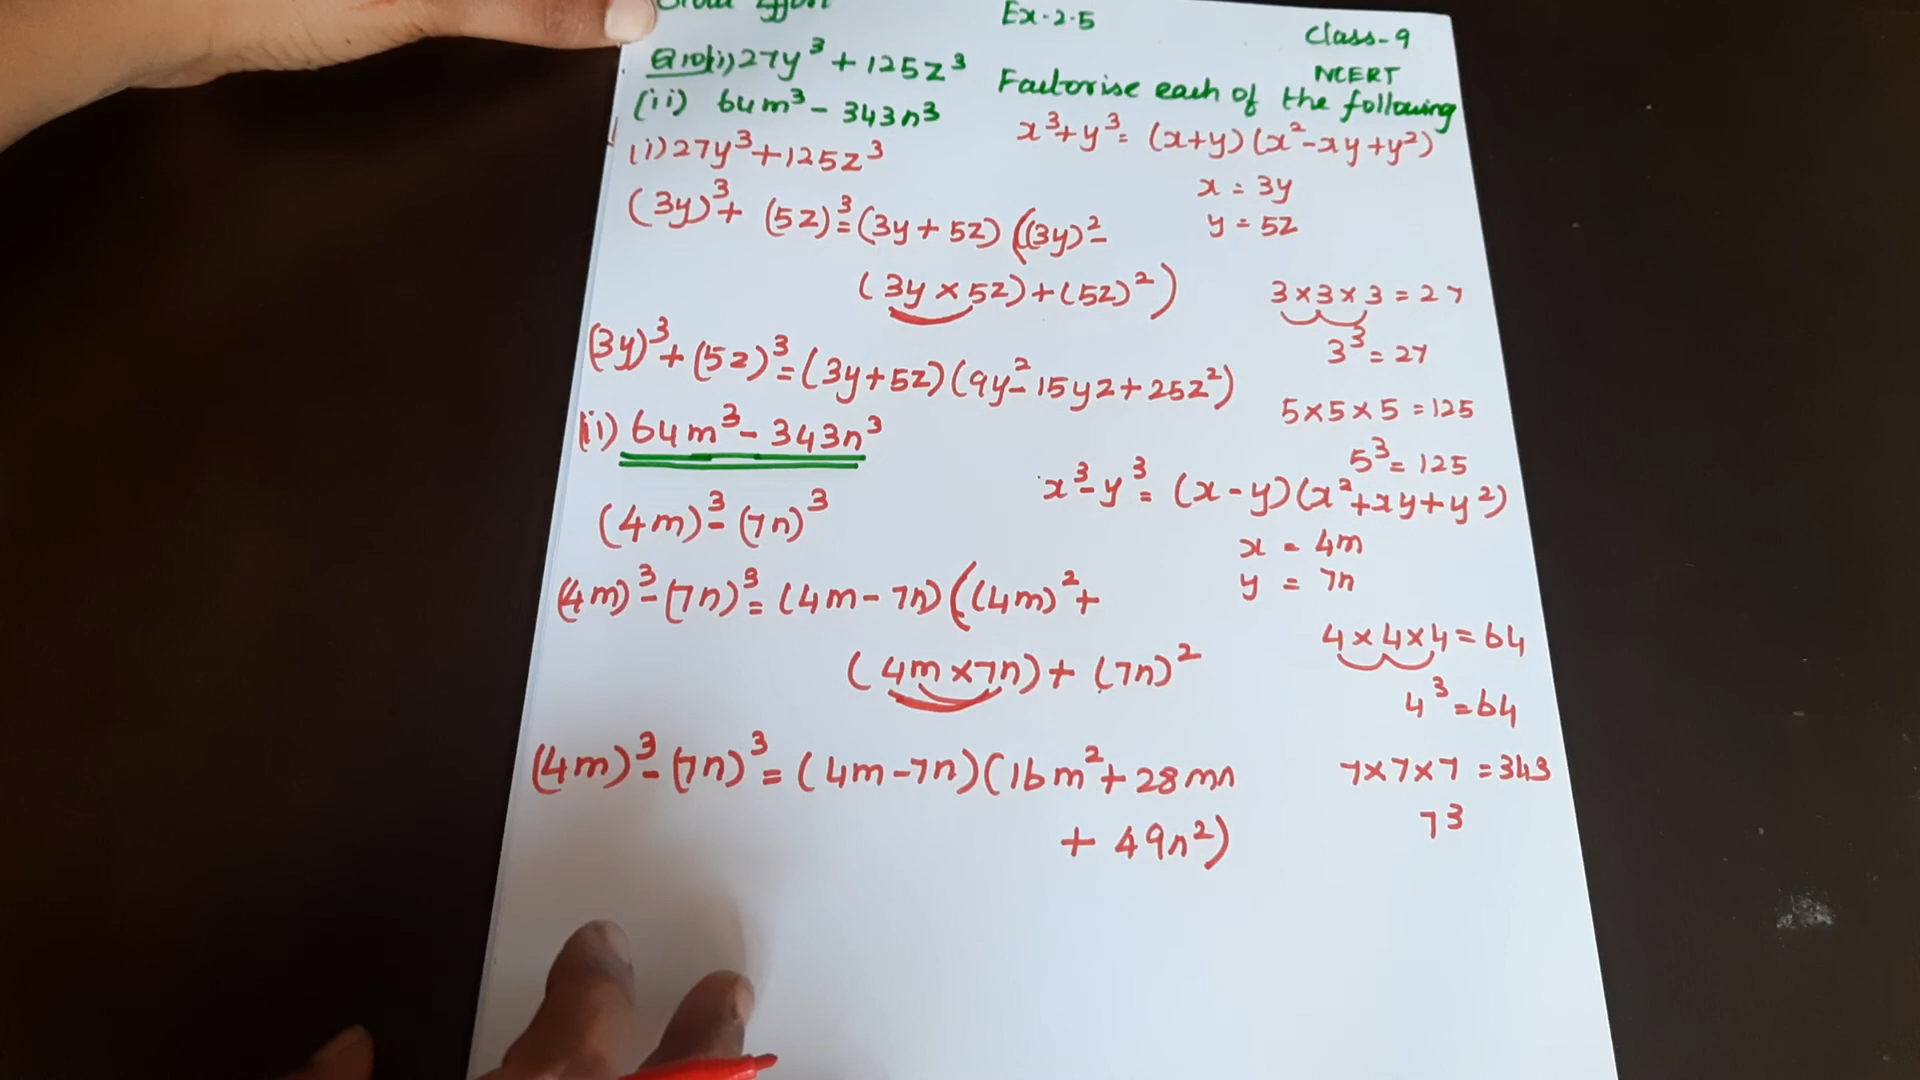 Ex-2.5
Class-9
NCERT
Q10)(i) 27y³ + 125z³
Factorise each of the following
(ii) 64m³ - 343n³
x³+y³ = (x+y)(x²-xy+y²)
(i) 27y³+125z³
x = 3y
y = 5z
(3y)³ + (5z)³ = (3y+5z) ((3y)² -
(3y × 5z)+(5z)²)
3×3×3 = 27
3³ = 27
(3y)³+(5z)³ = (3y+5z)(9y²-15yz+25z²)
5×5×5 = 125
5³ = 125
(ii) 64m³ - 343n³
x³-y³ = (x-y)(x²+xy+y²)
(4m)³ - (7n)³
x = 4m
y = 7n
(4m)³ - (7n)³ = (4m - 7n)((4m)² +
(4m × 7n) + (7n)²
4×4×4 = 64
4³ = 64
(4m)³ - (7n)³ = (4m-7n)(16m² + 28mn
+ 49n²)
7×7×7 = 343
7³